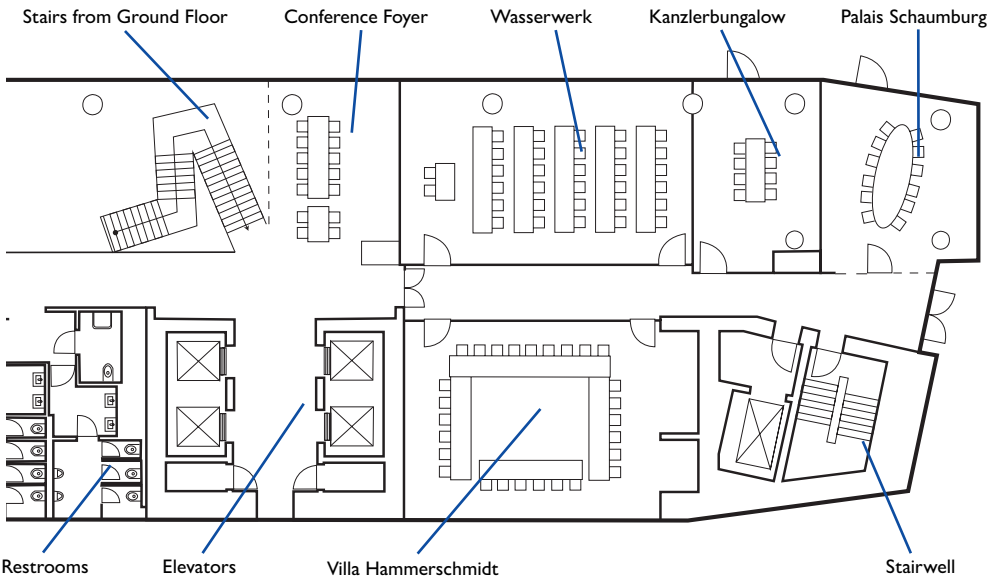 Stairs from Ground Floor
Conference Foyer
Wasserwerk
Kanzlerbungalow
Palais Schaumburg
Restrooms
Elevators
Villa Hammerschmidt
Stairwell